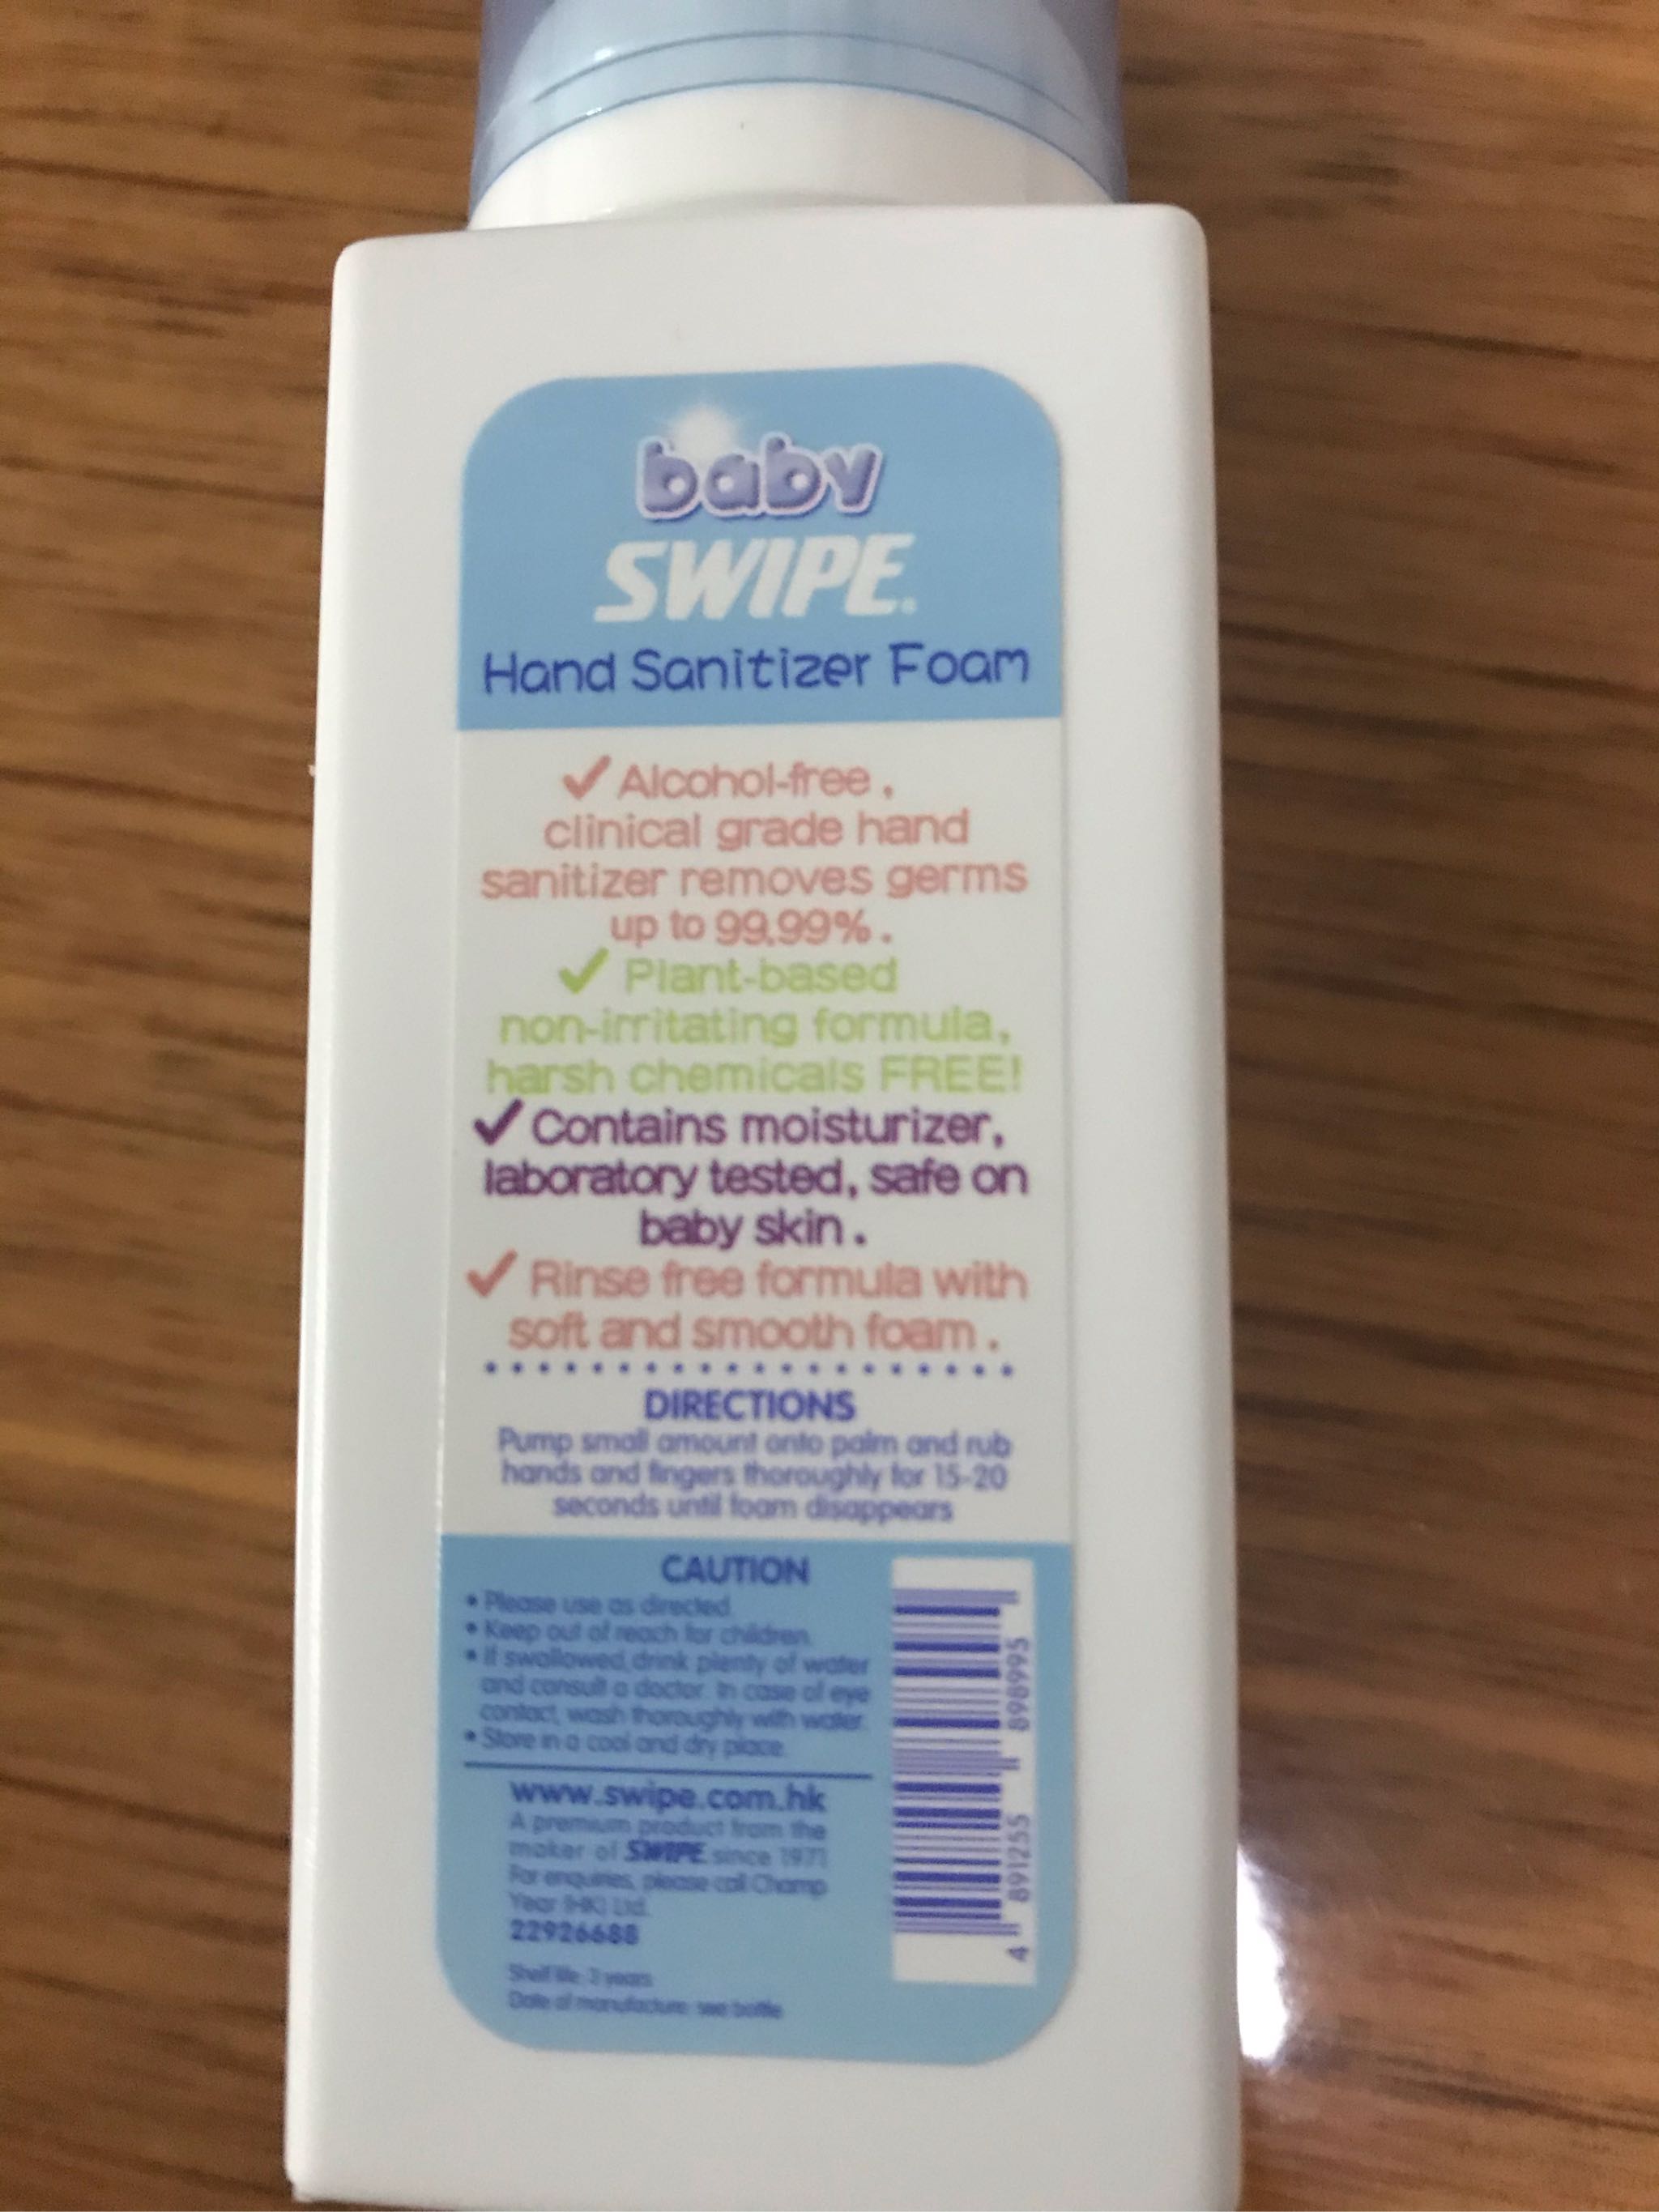 baby
SWIPE®
Hand Sanitizer Foam
✓ Alcohol-free,
clinical grade hand
sanitizer removes germs
up to 99.99%.
✓ Plant-based
non-irritating formula,
harsh chemicals FREE!
✓ Contains moisturizer,
laboratory tested, safe on
baby skin.
✓ Rinse free formula with
soft and smooth foam.
DIRECTIONS
Pump small amount onto palm and rub
hands and fingers thoroughly for 15-20
seconds until foam disappears
CAUTION
• Please use as directed.
• Keep out of reach for children.
• If swallowed, drink plenty of water
and consult a doctor. In case of eye
contact, wash thoroughly with water.
• Store in a cool and dry place.
www.swipe.com.hk
A premium product from the
maker of SWIPE since 1971
For enquiries, please call Champ
Year (HK) Ltd.
22926688
Shelf life: 3 years
Date of manufacture: see bottle
4 891255 898995